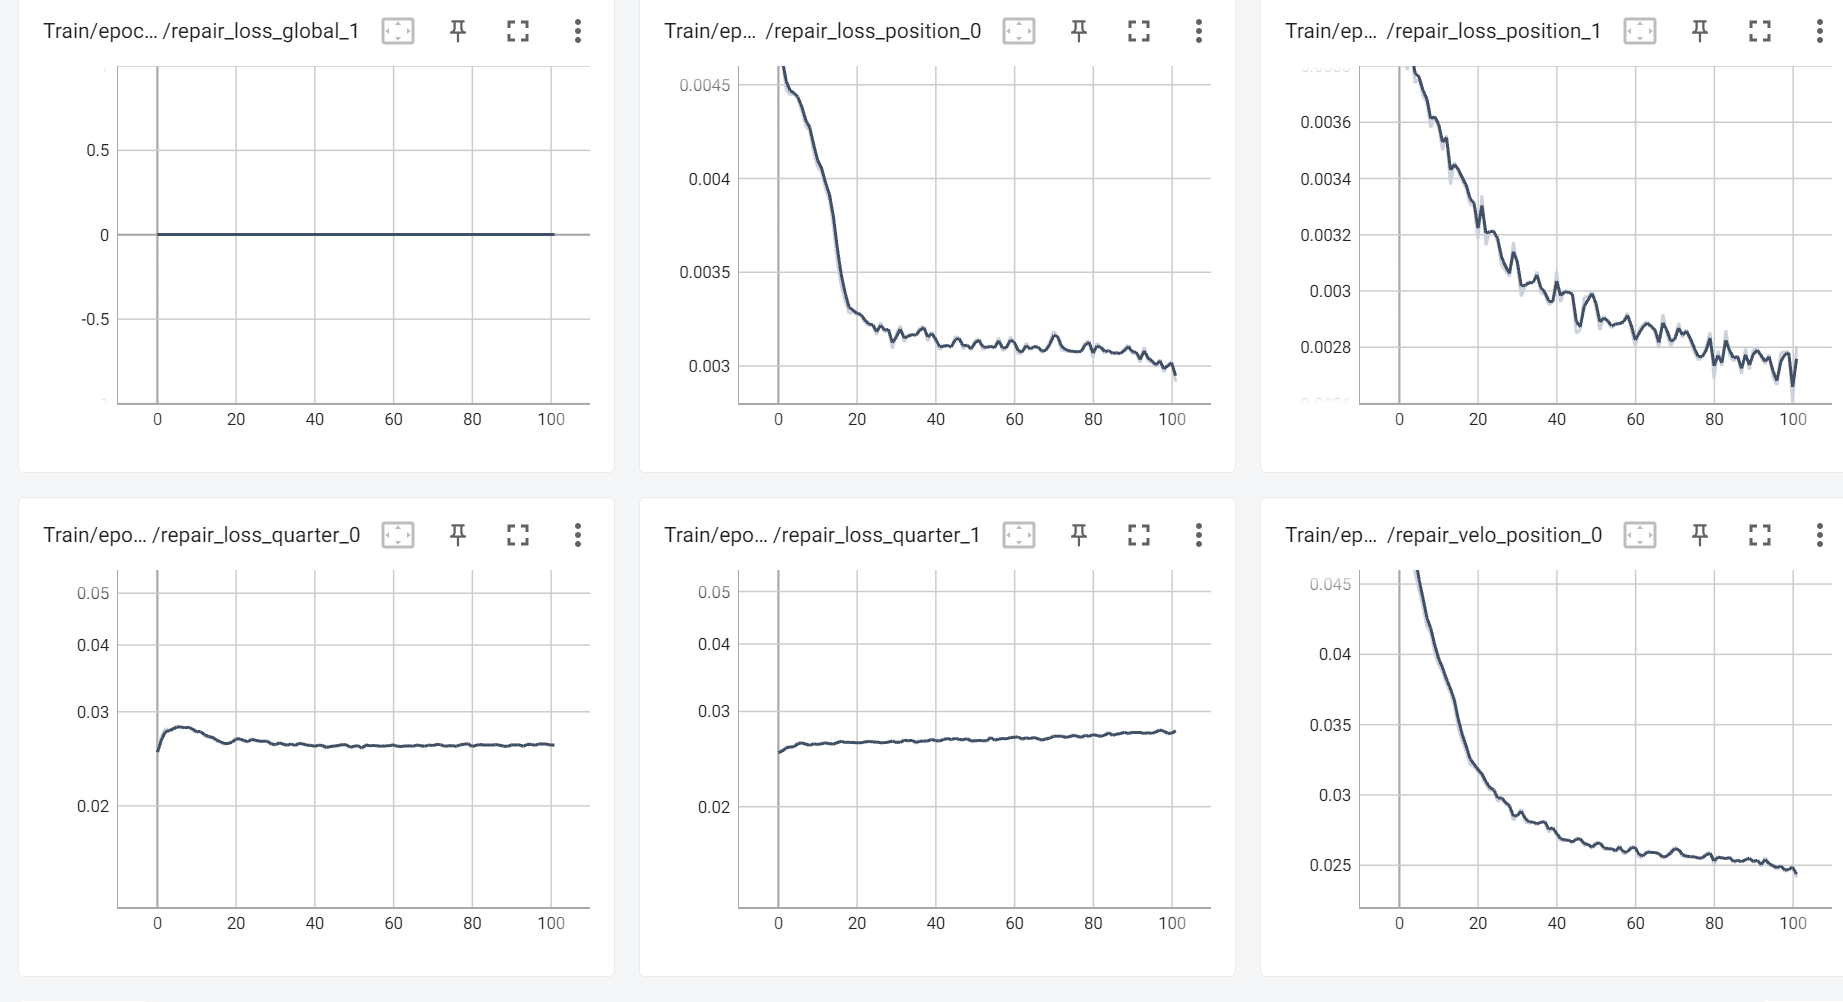 Train/epoc... /repair_loss_global_1
0.5
0
-0.5
0 20 40 60 80 100
Train/ep... /repair_loss_position_0
0.0045
0.004
0.0035
0.003
0 20 40 60 80 100
Train/ep... /repair_loss_position_1
0.0036
0.0034
0.0032
0.003
0.0028
0 20 40 60 80 100
Train/epo... /repair_loss_quarter_0
0.05
0.04
0.03
0.02
0 20 40 60 80 100
Train/epo... /repair_loss_quarter_1
0.05
0.04
0.03
0.02
0 20 40 60 80 100
Train/ep... /repair_velo_position_0
0.045
0.04
0.035
0.03
0.025
0 20 40 60 80 100